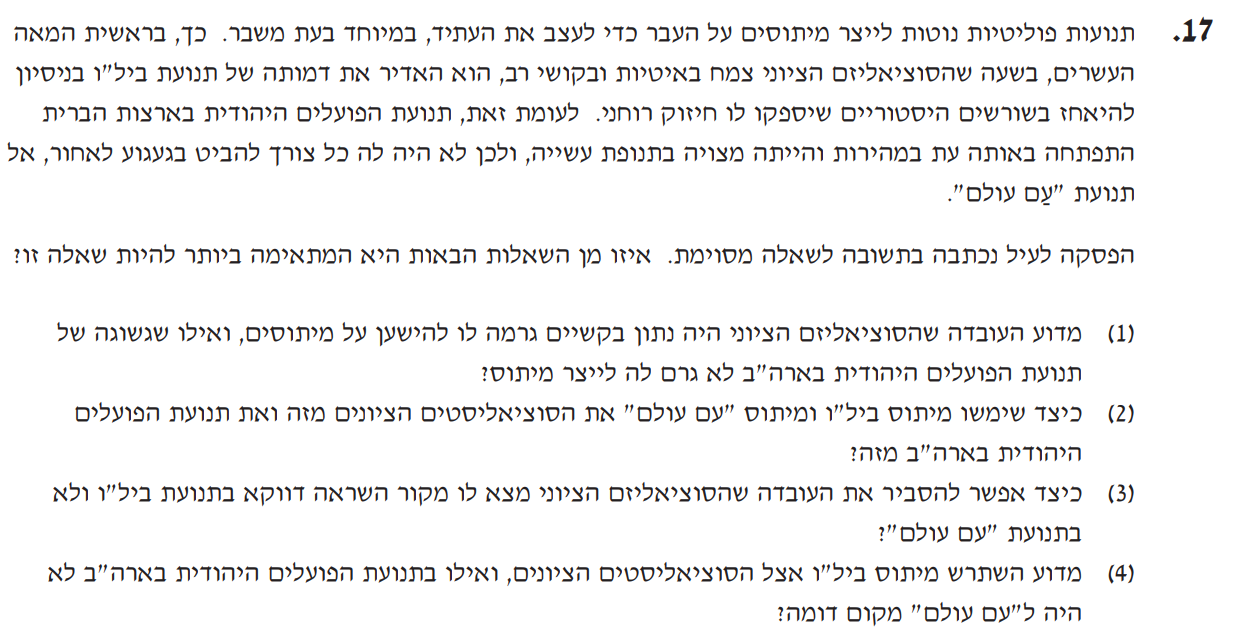 17. תנועות פוליטיות נוטות לייצר מיתוסים על העבר כדי לעצב את העתיד, במיוחד בעת משבר. כך, בראשית המאה
העשרים, בשעה שהסוציאליזם הציוני צמח באיטיות ובקושי רב, הוא האדיר את דמותה של תנועת ביל"ו בניסיון
להיאחז בשורשים היסטוריים שיספקו לו חיזוק רוחני. לעומת זאת, תנועת הפועלים היהודית בארצות הברית
התפתחה באותה עת במהירות והייתה מצויה בתנופת עשייה, ולכן לא היה לה כל צורך להביט בגעגוע לאחור, אל
תנועת "עַם עולם".
הפסקה לעיל נכתבה בתשובה לשאלה מסוימת. איזו מן השאלות הבאות היא המתאימה ביותר להיות שאלה זו?
(1) מדוע העובדה שהסוציאליזם הציוני היה נתון בקשיים גרמה לו להישען על מיתוסים, ואילו שגשוגה של
תנועת הפועלים היהודית בארה"ב לא גרם לה לייצר מיתוס?
(2) כיצד שימשו מיתוס ביל"ו ומיתוס "עם עולם" את הסוציאליסטים הציונים מזה ואת תנועת הפועלים
היהודית בארה"ב מזה?
(3) כיצד אפשר להסביר את העובדה שהסוציאליזם הציוני מצא לו מקור השראה דווקא בתנועת ביל"ו ולא
בתנועת "עם עולם"?
(4) מדוע השתרש מיתוס ביל"ו אצל הסוציאליסטים הציונים, ואילו בתנועת הפועלים היהודית בארה"ב לא
היה ל"עם עולם" מקום דומה?